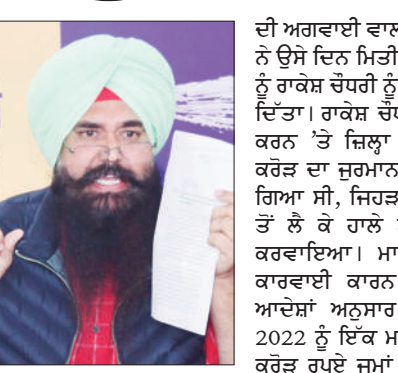 ਦੀ ਅਗਵਾਈ ਵਾਲ
ਨੇ ਉਸੇ ਦਿਨ ਮਿਤੀ
ਨੂੰ ਰਾਕੇਸ਼ ਚੌਧਰੀ ਨੂੰ
ਦਿੱਤਾ। ਰਾਕੇਸ਼ ਚੌਧ
ਕਰਨ ’ਤੇ ਜ਼ਿਲ੍ਹਾ
ਕਰੋੜ ਦਾ ਜੁਰਮਾਨ
ਗਿਆ ਸੀ, ਜਿਹੜ
ਤੋਂ ਲੈ ਕੇ ਹਾਲੇ
ਕਰਵਾਇਆ। ਮਾ
ਕਾਰਵਾਈ ਕਾਰਨ
ਆਦੇਸ਼ਾਂ ਅਨੁਸਾਰ
2022 ਨੂੰ ਇੱਕ ਮ
ਕਰੋੜ ਰੁਪਏ ਜਮਾਂ